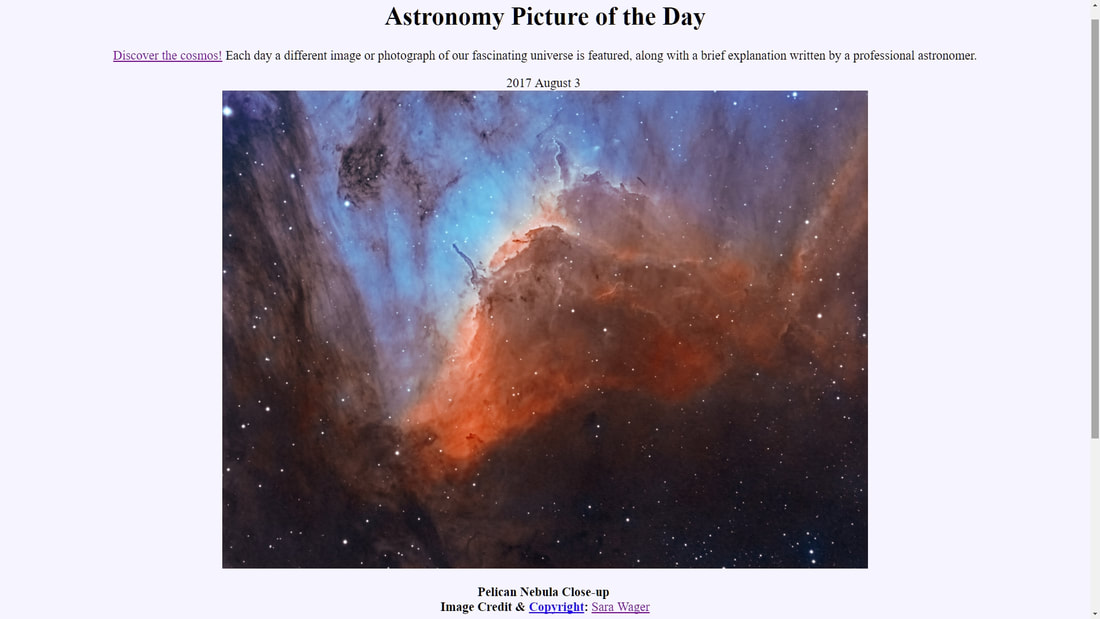 Astronomy Picture of the Day
Discover the cosmos! Each day a different image or photograph of our fascinating universe is featured, along with a brief explanation written by a professional astronomer.
2017 August 3
Pelican Nebula Close-up
Image Credit & Copyright: Sara Wager